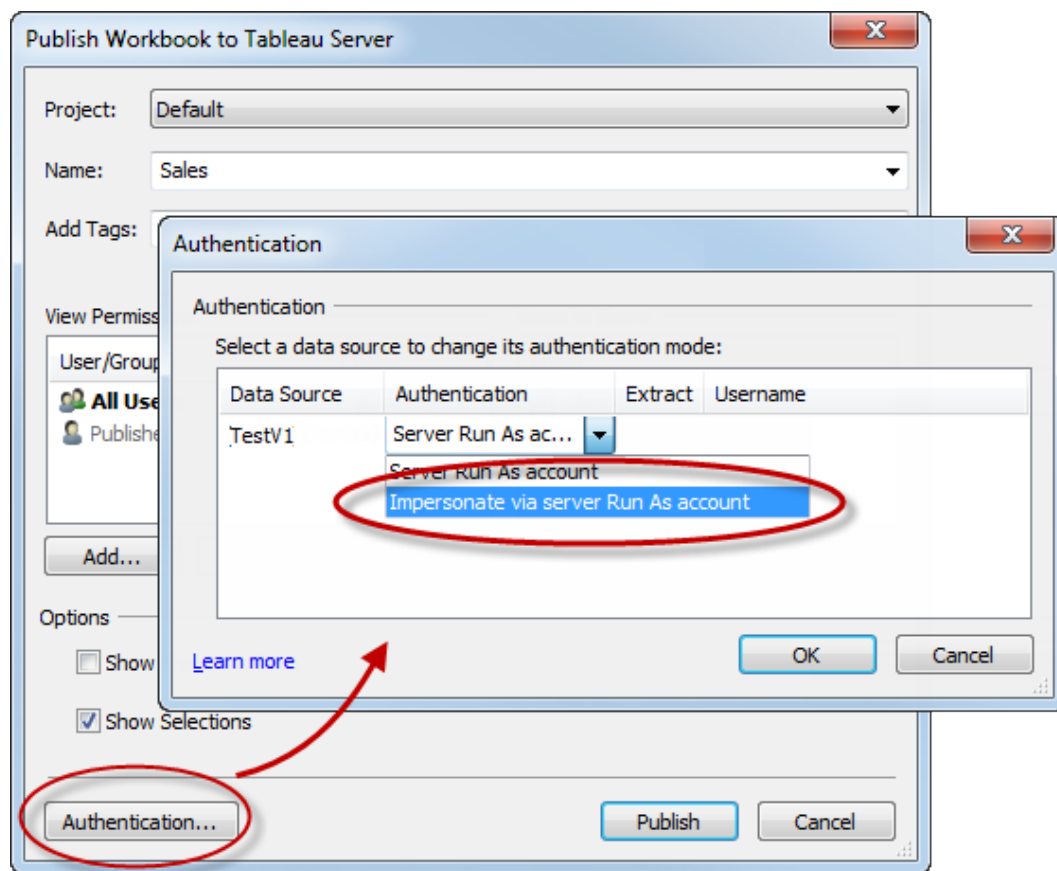 Publish Workbook to Tableau Server
Project: Default
Name: Sales
Add Tags:
Authentication
View Permiss
Authentication
Select a data source to change its authentication mode:
User/Group
Data Source Authentication Extract Username
All Use
TestV1 Server Run As ac...
Publishe
Server Run As account
Impersonate via server Run As account
Add...
Options
Show
Learn more
OK Cancel
Show Selections
Authentication... Publish Cancel